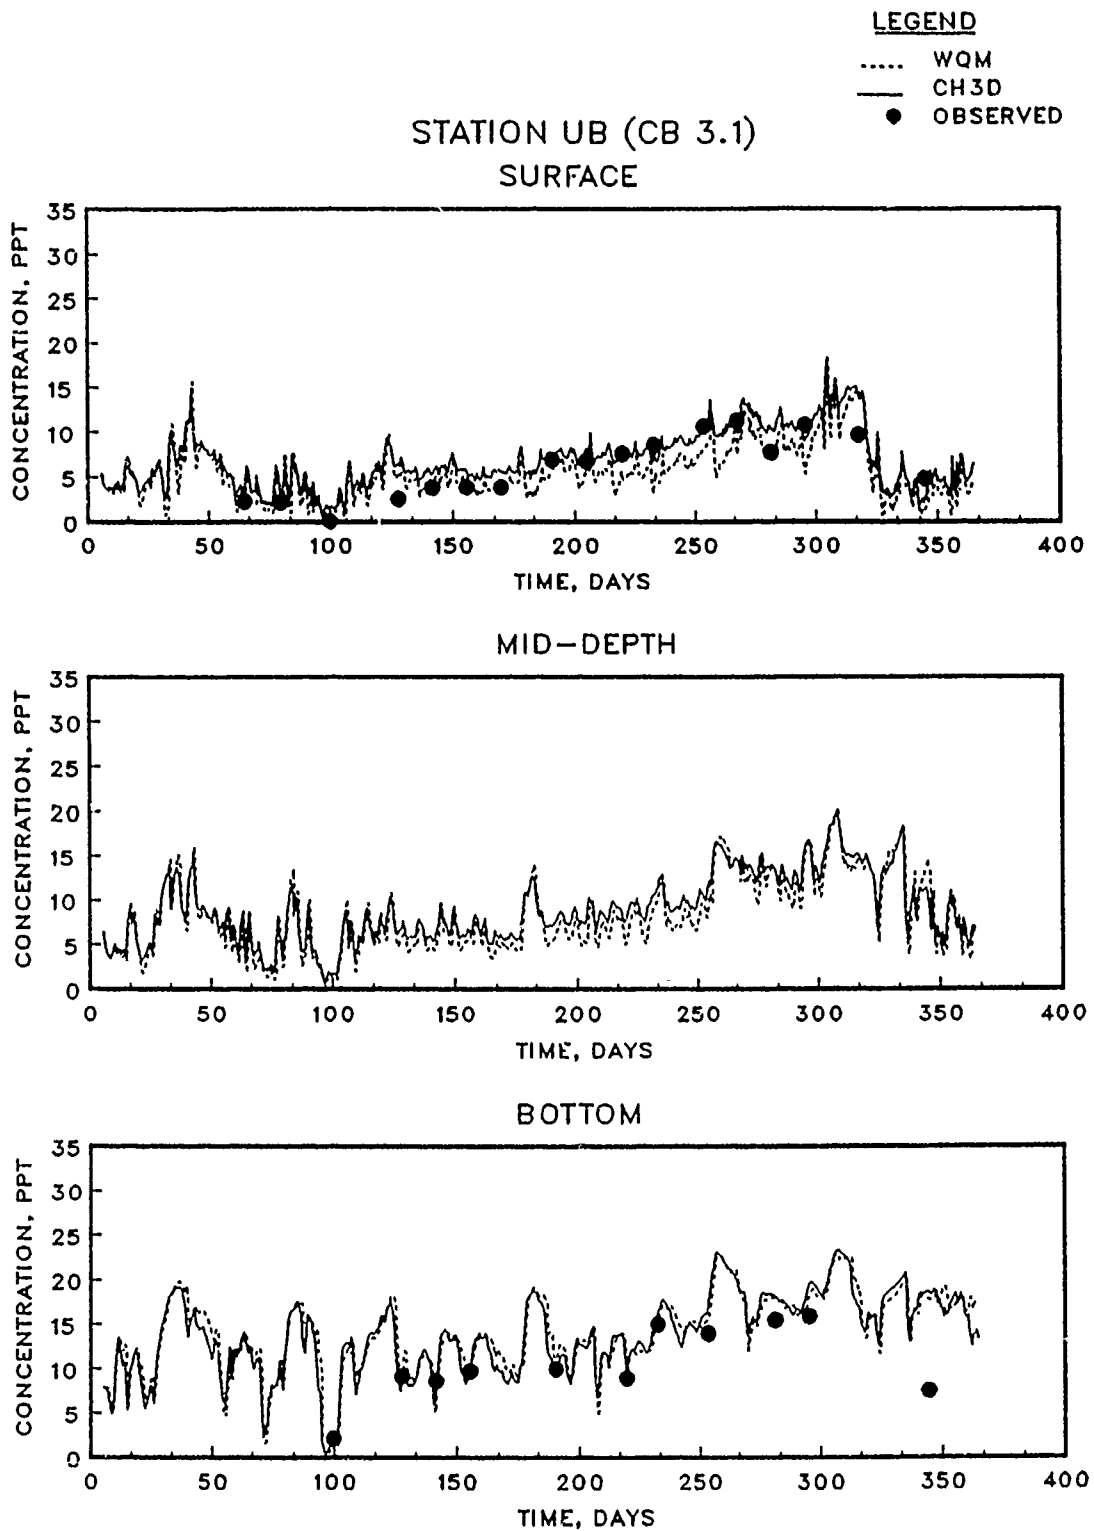 LEGEND
WQM
CH3D
OBSERVED
STATION UB (CB 3.1)
SURFACE
CONCENTRATION, PPT
35
30
25
20
15
10
5
0
0 50 100 150 200 250 300 350 400
TIME, DAYS
MID-DEPTH
CONCENTRATION, PPT
35
30
25
20
15
10
5
0
0 50 100 150 200 250 300 350 400
TIME, DAYS
BOTTOM
CONCENTRATION, PPT
35
30
25
20
15
10
5
0
0 50 100 150 200 250 300 350 400
TIME, DAYS